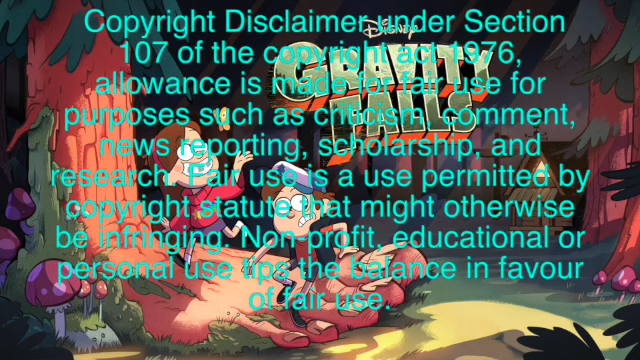 Copyright Disclaimer under Section
107 of the copyright act 1976,
allowance is made for fair use for
purposes such as criticism, comment,
news reporting, scholarship, and
research. Fair use is a use permitted by
copyright statute that might otherwise
be infringing. Non-profit, educational or
personal use tips the balance in favour
of fair use.
Disney
GRAVITY
FALLS